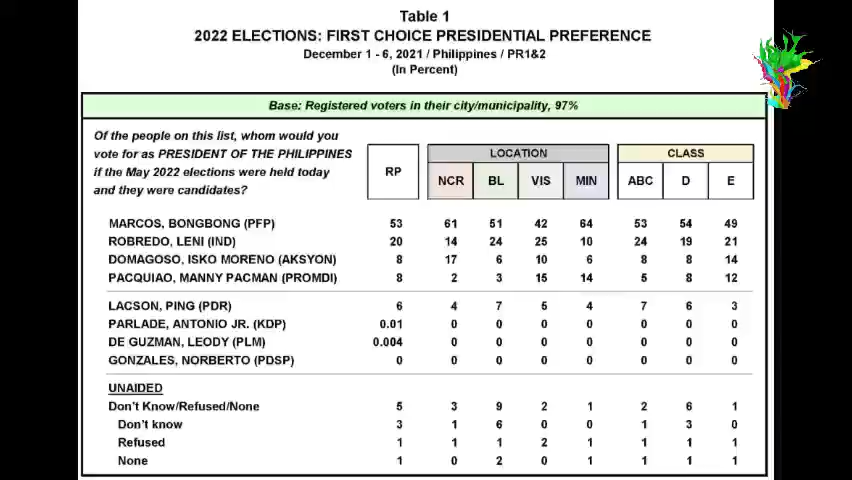 Table 1
2022 ELECTIONS: FIRST CHOICE PRESIDENTIAL PREFERENCE
December 1 - 6, 2021 / Philippines / PR1&2
(In Percent)
Base: Registered voters in their city/municipality, 97%
Of the people on this list, whom would you
vote for as PRESIDENT OF THE PHILIPPINES
if the May 2022 elections were held today
and they were candidates?
RP
LOCATION
CLASS
NCR BL VIS MIN ABC D E
MARCOS, BONGBONG (PFP) 53 61 51 42 64 53 54 49
ROBREDO, LENI (IND) 20 14 24 25 10 24 19 21
DOMAGOSO, ISKO MORENO (AKSYON) 8 17 6 10 6 8 8 14
PACQUIAO, MANNY PACMAN (PROMDI) 8 2 3 15 14 5 8 12
LACSON, PING (PDR) 6 4 7 5 4 7 6 3
PARLADE, ANTONIO JR. (KDP) 0.01 0 0 0 0 0 0 0
DE GUZMAN, LEODY (PLM) 0.004 0 0 0 0 0 0 0
GONZALES, NORBERTO (PDSP) 0 0 0 0 0 0 0 0
UNAIDED
Don't Know/Refused/None 5 3 9 2 1 2 6 1
Don't know 3 1 6 0 0 1 3 0
Refused 1 1 1 2 1 1 1 1
None 1 0 2 0 1 1 1 1